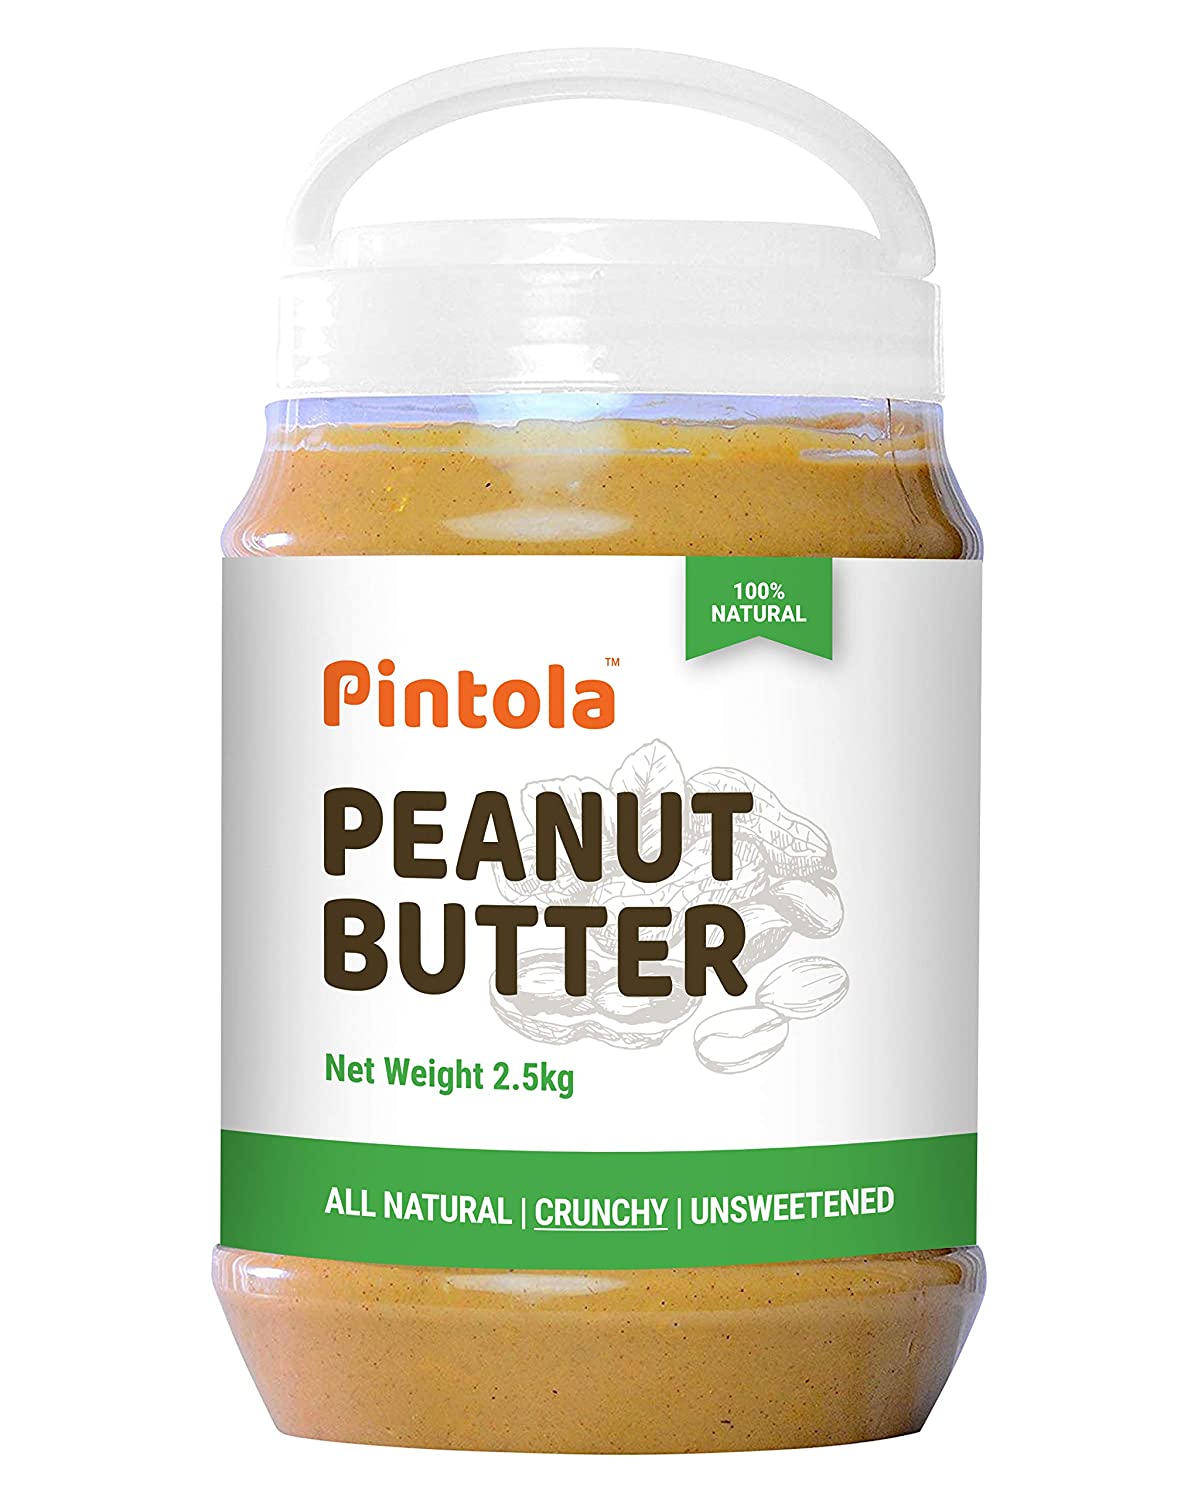 100%
NATURAL
Pintola™
PEANUT
BUTTER
Net Weight 2.5kg
ALL NATURAL | CRUNCHY | UNSWEETENED